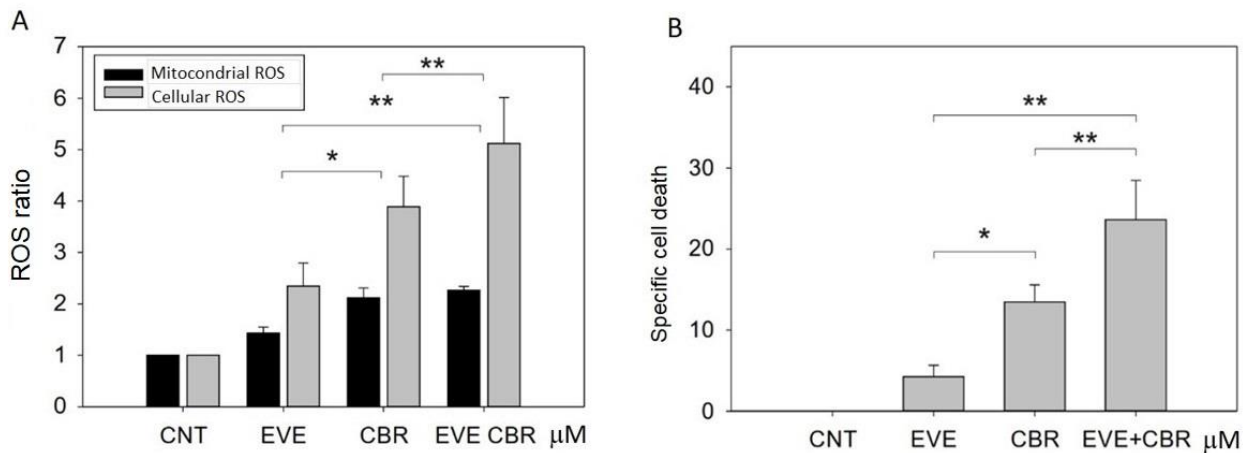 A
7
6
5
4
3
2
1
0
ROS ratio
Mitocondrial ROS
Cellular ROS
**
**
*
CNT EVE CBR EVE CBR μM
B
40
30
20
10
0
Specific cell death
**
**
*
CNT EVE CBR EVE+CBR μM